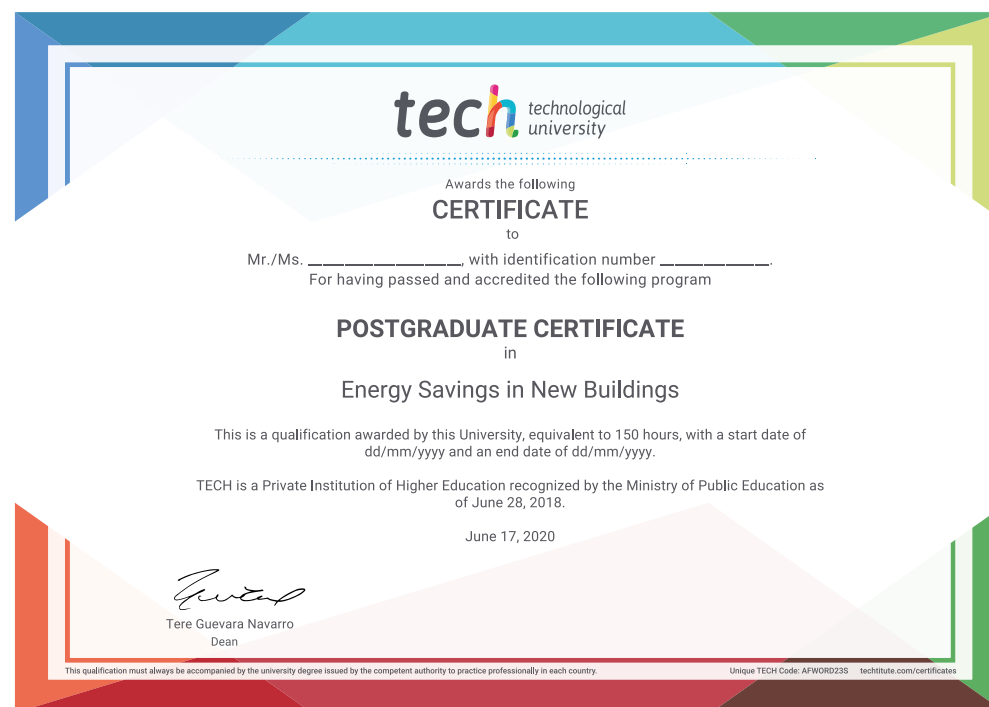 tech technological
university
Awards the following
CERTIFICATE
to
Mr./Ms. _________________, with identification number ____________.
For having passed and accredited the following program
POSTGRADUATE CERTIFICATE
in
Energy Savings in New Buildings
This is a qualification awarded by this University, equivalent to 150 hours, with a start date of
dd/mm/yyyy and an end date of dd/mm/yyyy.
TECH is a Private Institution of Higher Education recognized by the Ministry of Public Education as
of June 28, 2018.
June 17, 2020
Tere Guevara Navarro
Dean
This qualification must always be accompanied by the university degree issued by the competent authority to practice professionally in each country.
Unique TECH Code: AFWORD23S techtitute.com/certificates